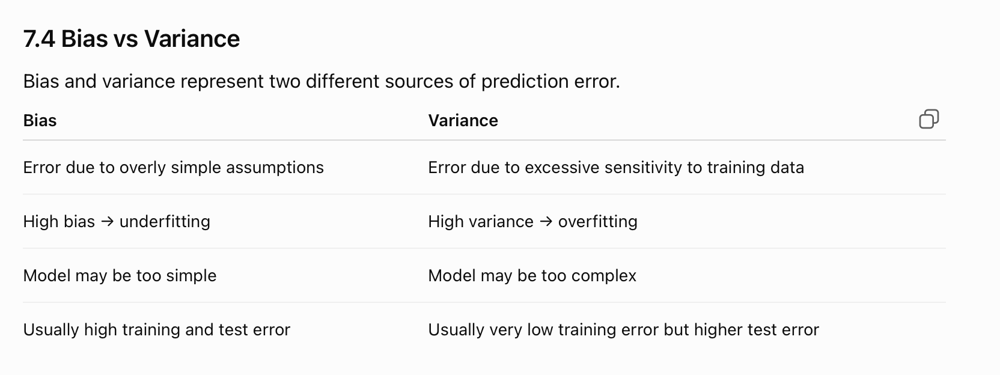 7.4 Bias vs Variance
Bias and variance represent two different sources of prediction error.
Bias Variance
Error due to overly simple assumptions Error due to excessive sensitivity to training data
High bias → underfitting High variance → overfitting
Model may be too simple Model may be too complex
Usually high training and test error Usually very low training error but higher test error